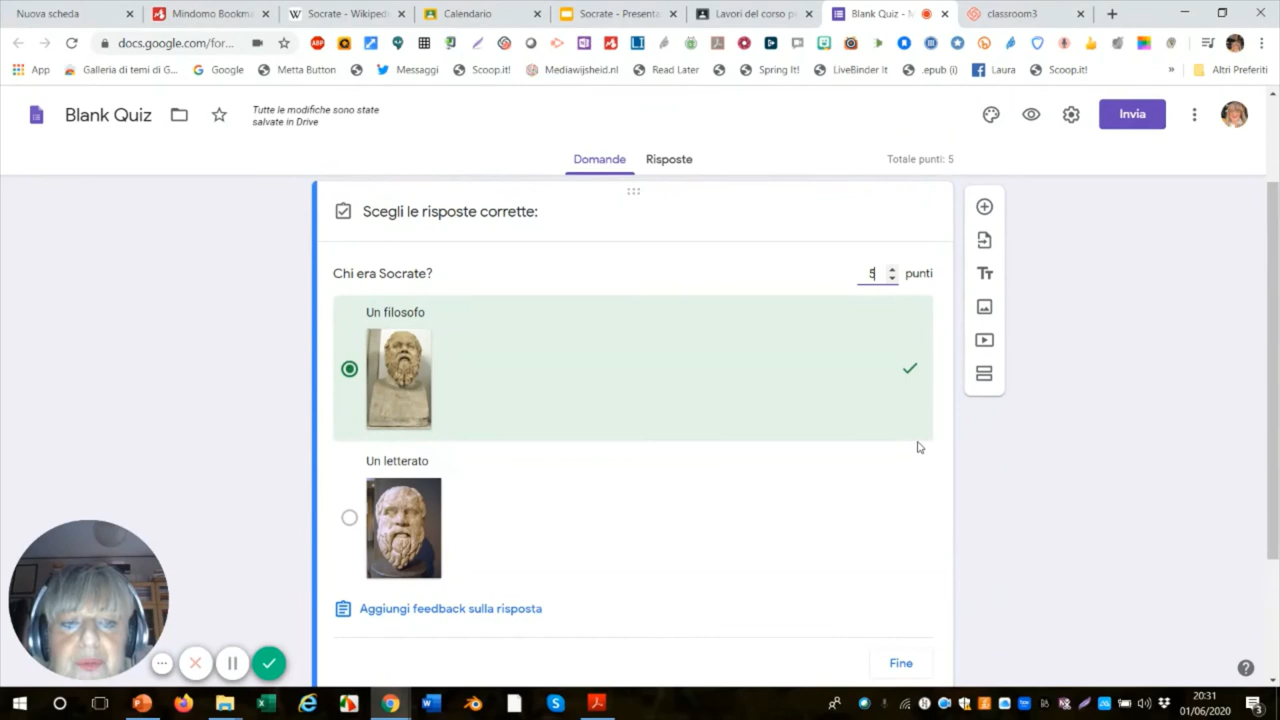 Nuova scheda
Mindomo Bookma
Socrate - Wikiped
Calendario
Socrate - Presenta
Lavori del corso pe
Blank Quiz - M
classroom3
docs.google.com/for...
App
Galleria di temi di G...
Google
Metta Button
Messaggi
Scoop.it!
Mediawijsheid.nl
Read Later
Spring It!
LiveBinder It
.epub (i)
Laura
Scoop.it!
»
Altri Preferiti
Blank Quiz
Tutte le modifiche sono state
salvate in Drive
Invia
Domande
Risposte
Totale punti: 5
Scegli le risposte corrette:
Chi era Socrate?
5
punti
Un filosofo
Un letterato
Aggiungi feedback sulla risposta
Fine
20:31
01/06/2020